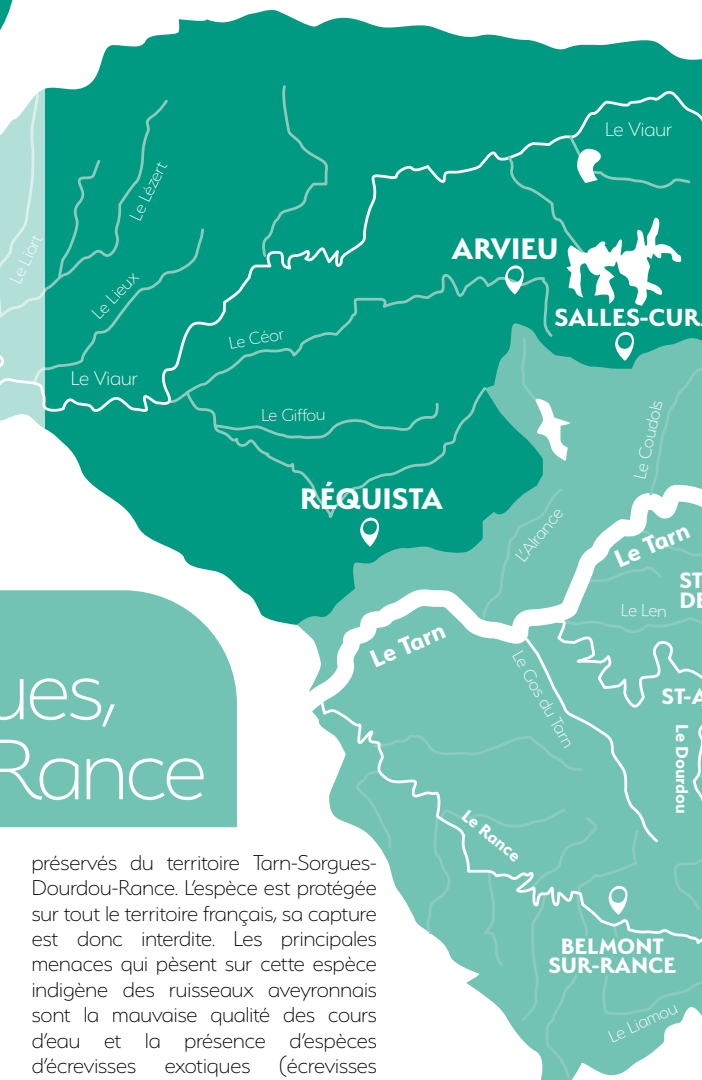 Le Viaur
Le Lézert
Le Liort
ARVIEU
Le Lieux
SALLES-CUR
Le Céor
Le Viaur
Le Giffou
Le Coudols
RÉQUISTA
L'Alrance
Le Tarn
ST
DE
Le Len
Le Tarn
Le Gos du Tarn
ST-A
Le Dourdou
ues,
Rance
Le Rance
préservés du territoire Tarn-Sorgues-
Dourdou-Rance. L'espèce est protégée
sur tout le territoire français, sa capture
est donc interdite. Les principales
menaces qui pèsent sur cette espèce
indigène des ruisseaux aveyronnais
sont la mauvaise qualité des cours
d'eau et la présence d'espèces
d'écrevisses exotiques (écrevisses
BELMONT
SUR-RANCE
Le Liamou